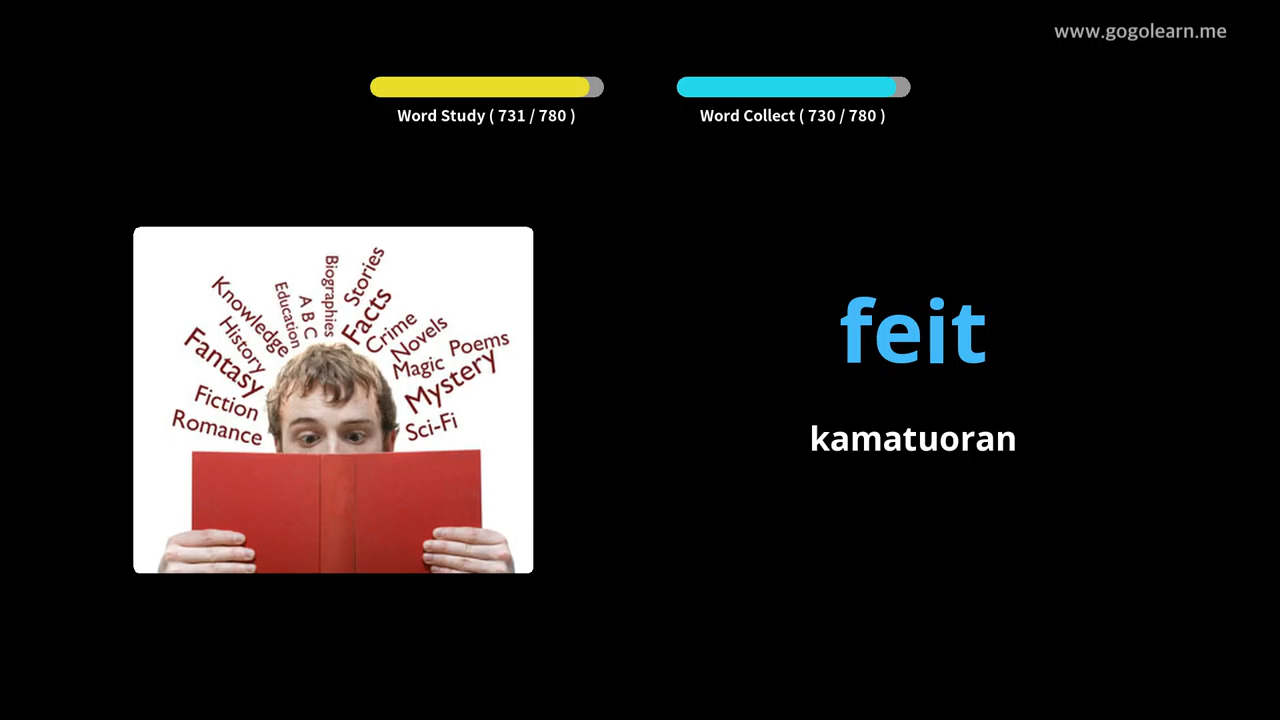 www.gogolearn.me
Word Study ( 731 / 780 )
Word Collect ( 730 / 780 )
Biographies
Stories
Education
A B C
Facts
Knowledge
Crime
History
Novels
Poems
Fantasy
Magic
Mystery
Fiction
Romance
Sci-Fi
feit
kamatuoran